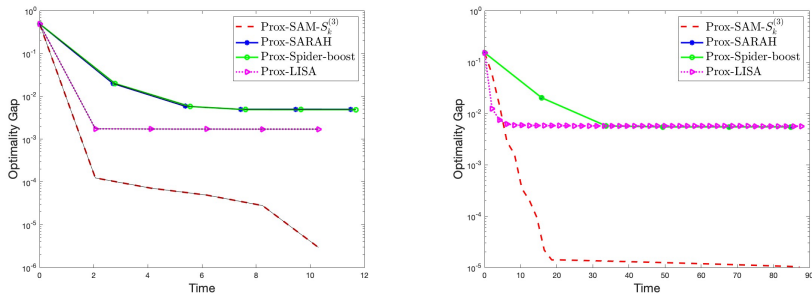 10^0
10^-1
10^-2
10^-3
10^-4
10^-5
10^-6
Optimality Gap
0 2 4 6 8 10 12
Time
Prox-SAM-S_k^(3)
Prox-SARAH
Prox-Spider-boost
Prox-LISA
10^0
10^-1
10^-2
10^-3
10^-4
10^-5
Optimality Gap
0 10 20 30 40 50 60 70 80 90
Time
Prox-SAM-S_k^(3)
Prox-SARAH
Prox-Spider-boost
Prox-LISA